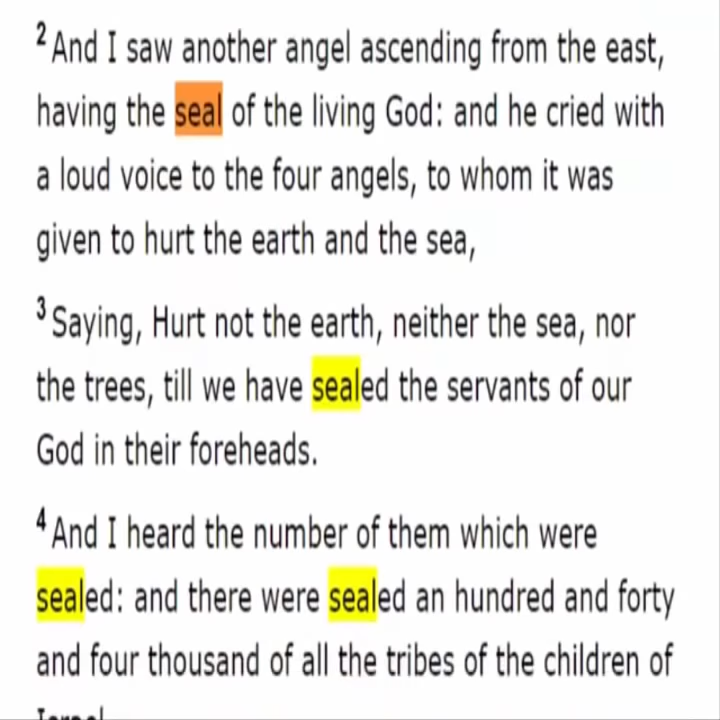 2 And I saw another angel ascending from the east,
having the seal of the living God: and he cried with
a loud voice to the four angels, to whom it was
given to hurt the earth and the sea,
3 Saying, Hurt not the earth, neither the sea, nor
the trees, till we have sealed the servants of our
God in their foreheads.
4 And I heard the number of them which were
sealed: and there were sealed an hundred and forty
and four thousand of all the tribes of the children of
Israel